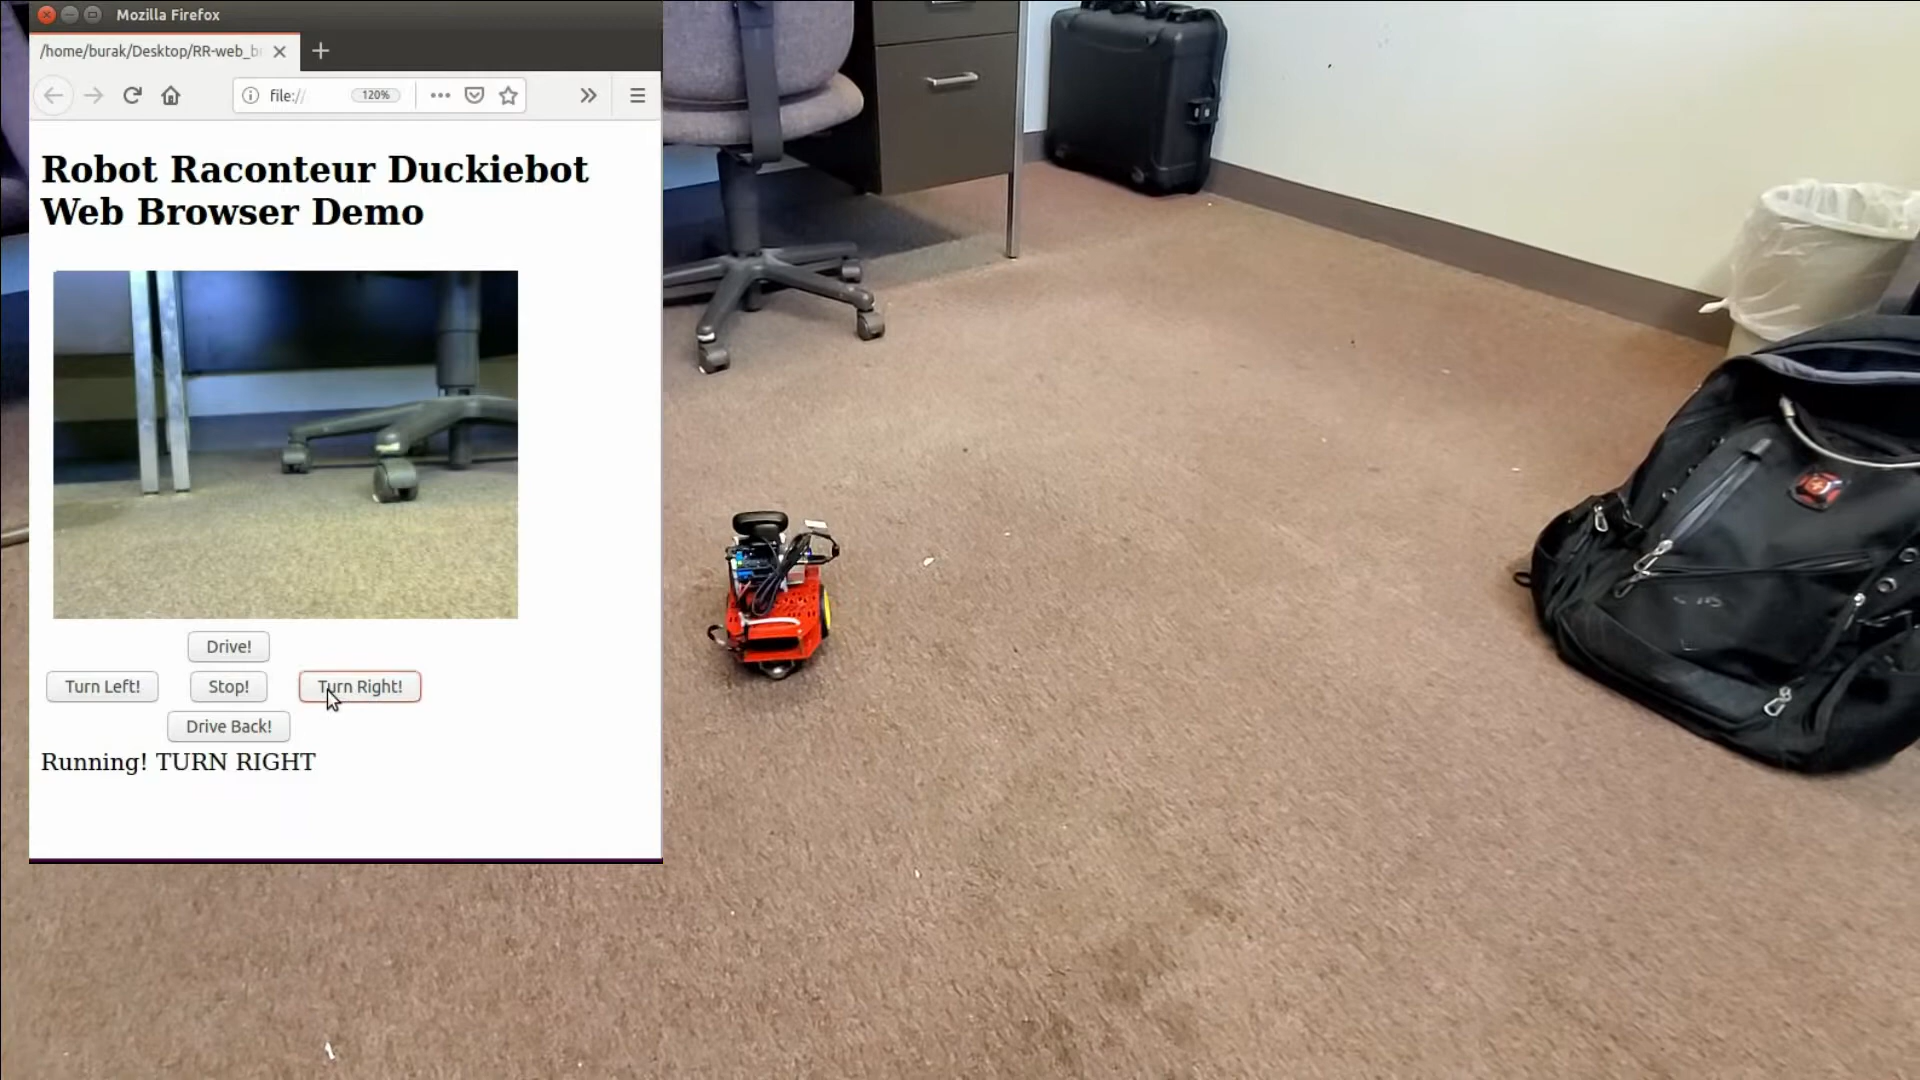 Mozilla Firefox
/home/burak/Desktop/RR-web_b
file://
120%
Robot Raconteur Duckiebot
Web Browser Demo
Drive!
Turn Left!
Stop!
Turn Right!
Drive Back!
Running! TURN RIGHT